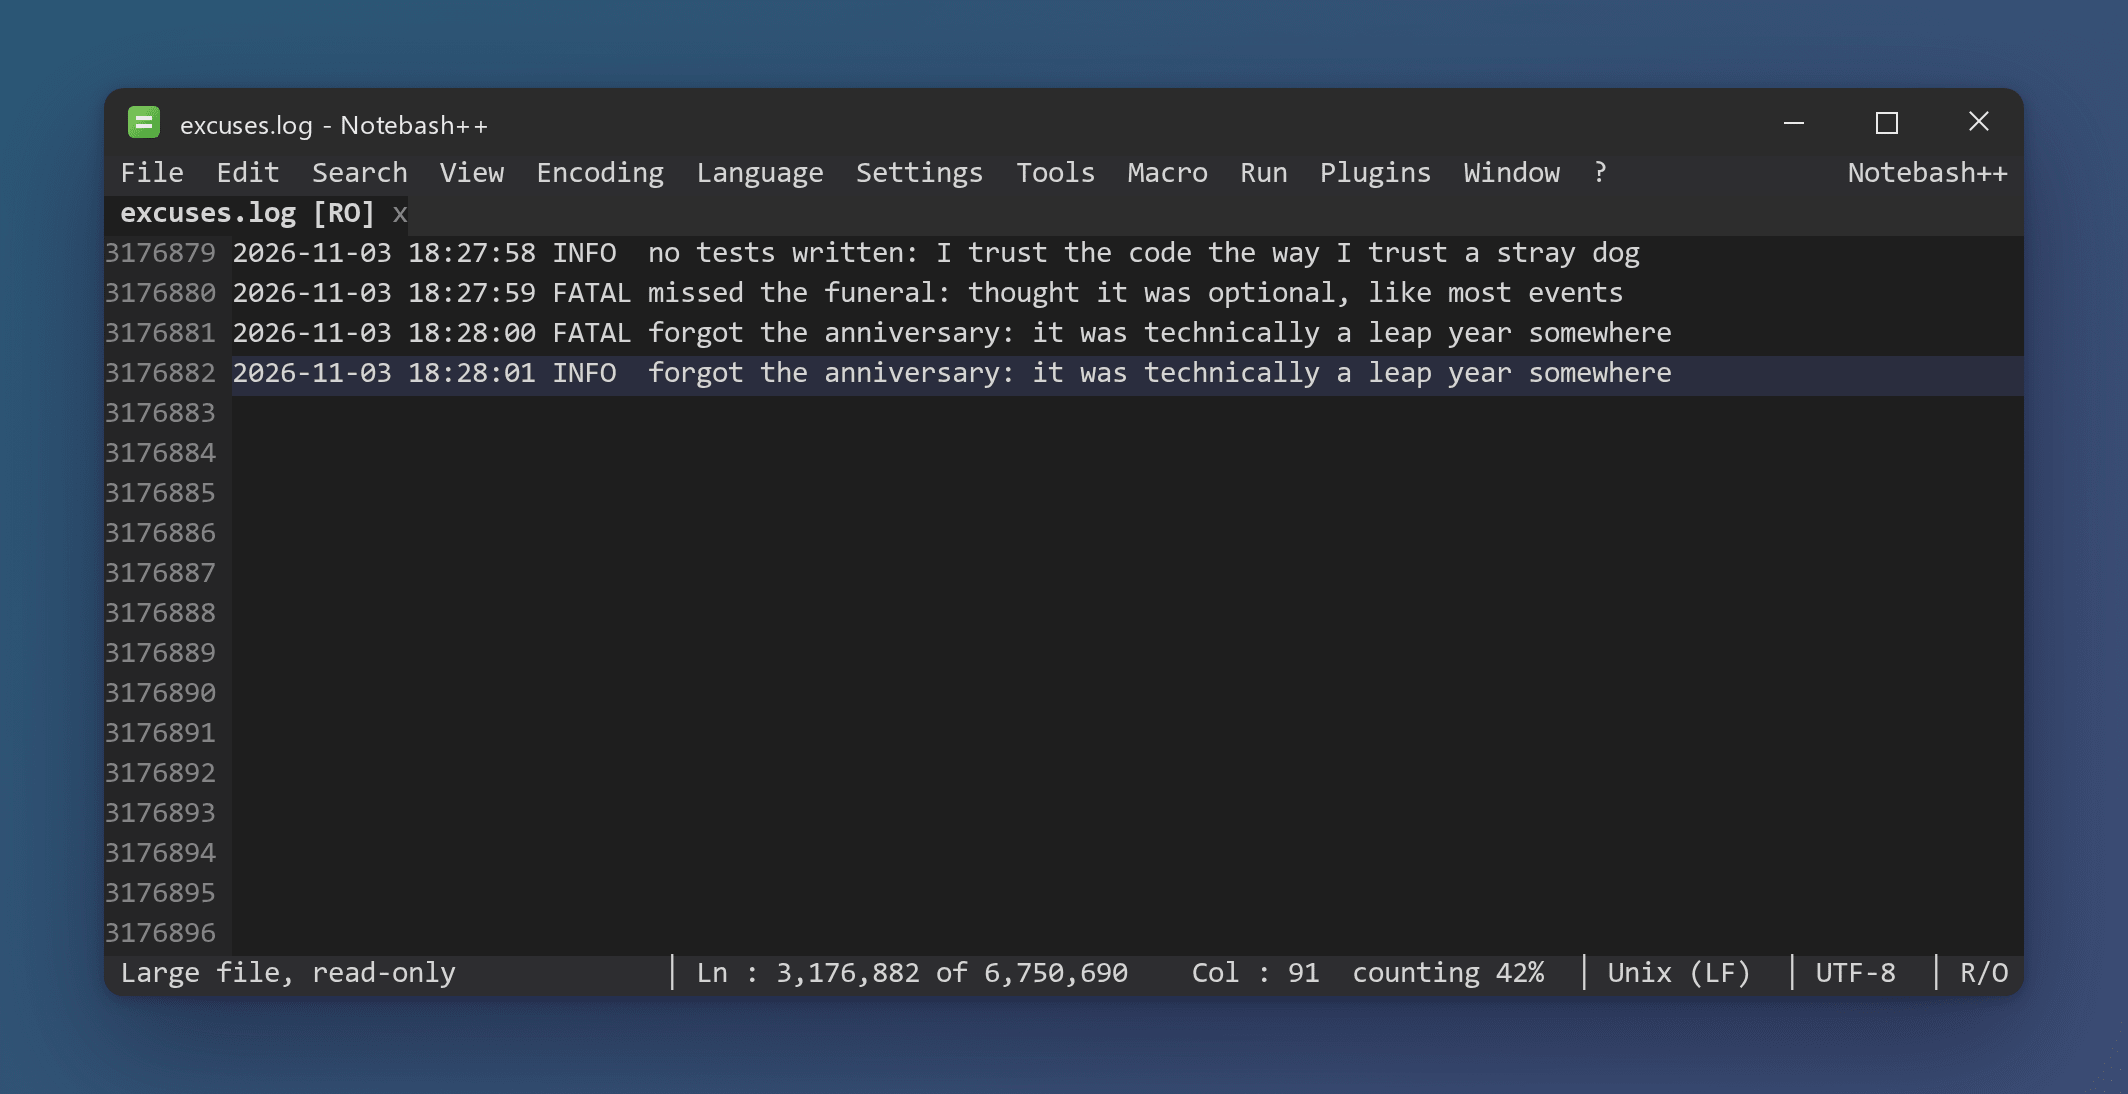 excuses.log - Notebash++
File Edit Search View Encoding Language Settings Tools Macro Run Plugins Window ? Notebash++
excuses.log [RO] x
3176879 2026-11-03 18:27:58 INFO  no tests written: I trust the code the way I trust a stray dog
3176880 2026-11-03 18:27:59 FATAL missed the funeral: thought it was optional, like most events
3176881 2026-11-03 18:28:00 FATAL forgot the anniversary: it was technically a leap year somewhere
3176882 2026-11-03 18:28:01 INFO  forgot the anniversary: it was technically a leap year somewhere
3176883
3176884
3176885
3176886
3176887
3176888
3176889
3176890
3176891
3176892
3176893
3176894
3176895
3176896
Large file, read-only | Ln : 3,176,882 of 6,750,690 Col : 91 counting 42% | Unix (LF) | UTF-8 | R/O